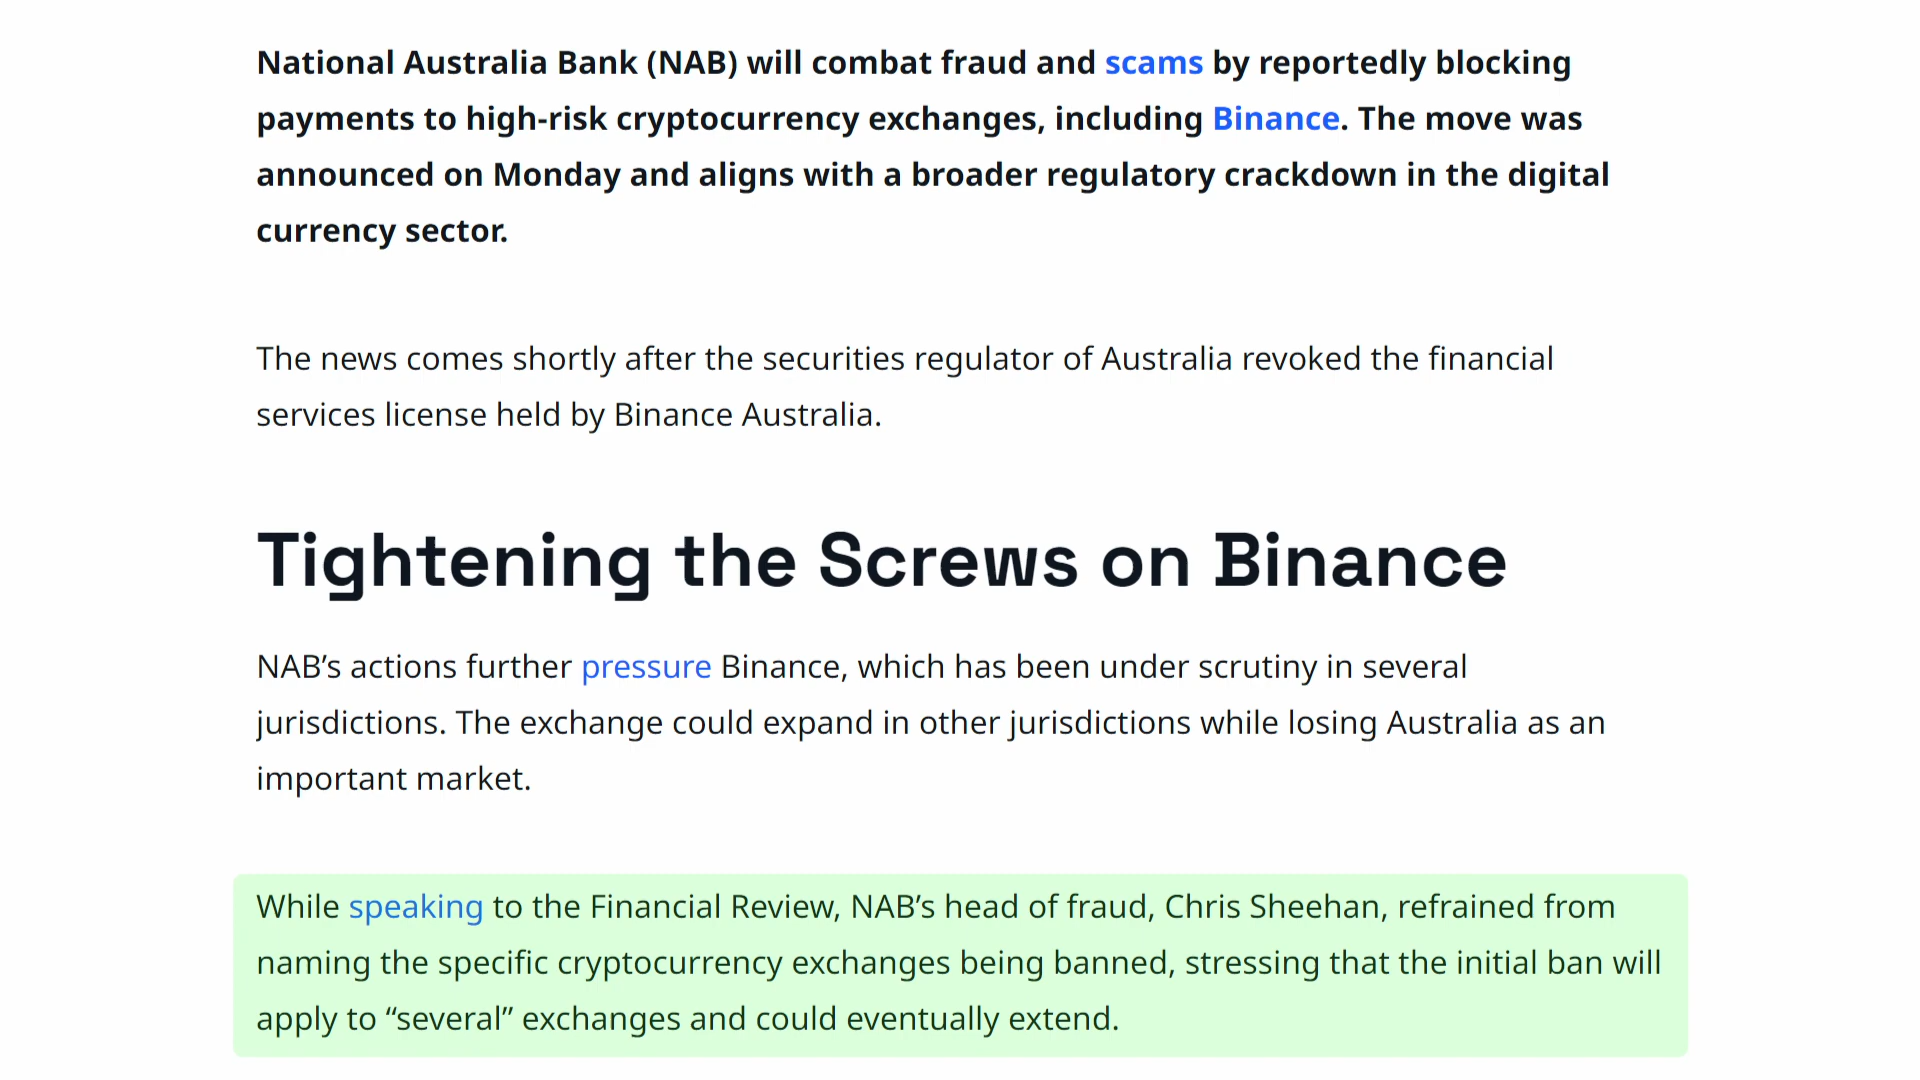 National Australia Bank (NAB) will combat fraud and scams by reportedly blocking
payments to high-risk cryptocurrency exchanges, including Binance. The move was
announced on Monday and aligns with a broader regulatory crackdown in the digital
currency sector.
The news comes shortly after the securities regulator of Australia revoked the financial
services license held by Binance Australia.
Tightening the Screws on Binance
NAB’s actions further pressure Binance, which has been under scrutiny in several
jurisdictions. The exchange could expand in other jurisdictions while losing Australia as an
important market.
While speaking to the Financial Review, NAB’s head of fraud, Chris Sheehan, refrained from
naming the specific cryptocurrency exchanges being banned, stressing that the initial ban will
apply to “several” exchanges and could eventually extend.